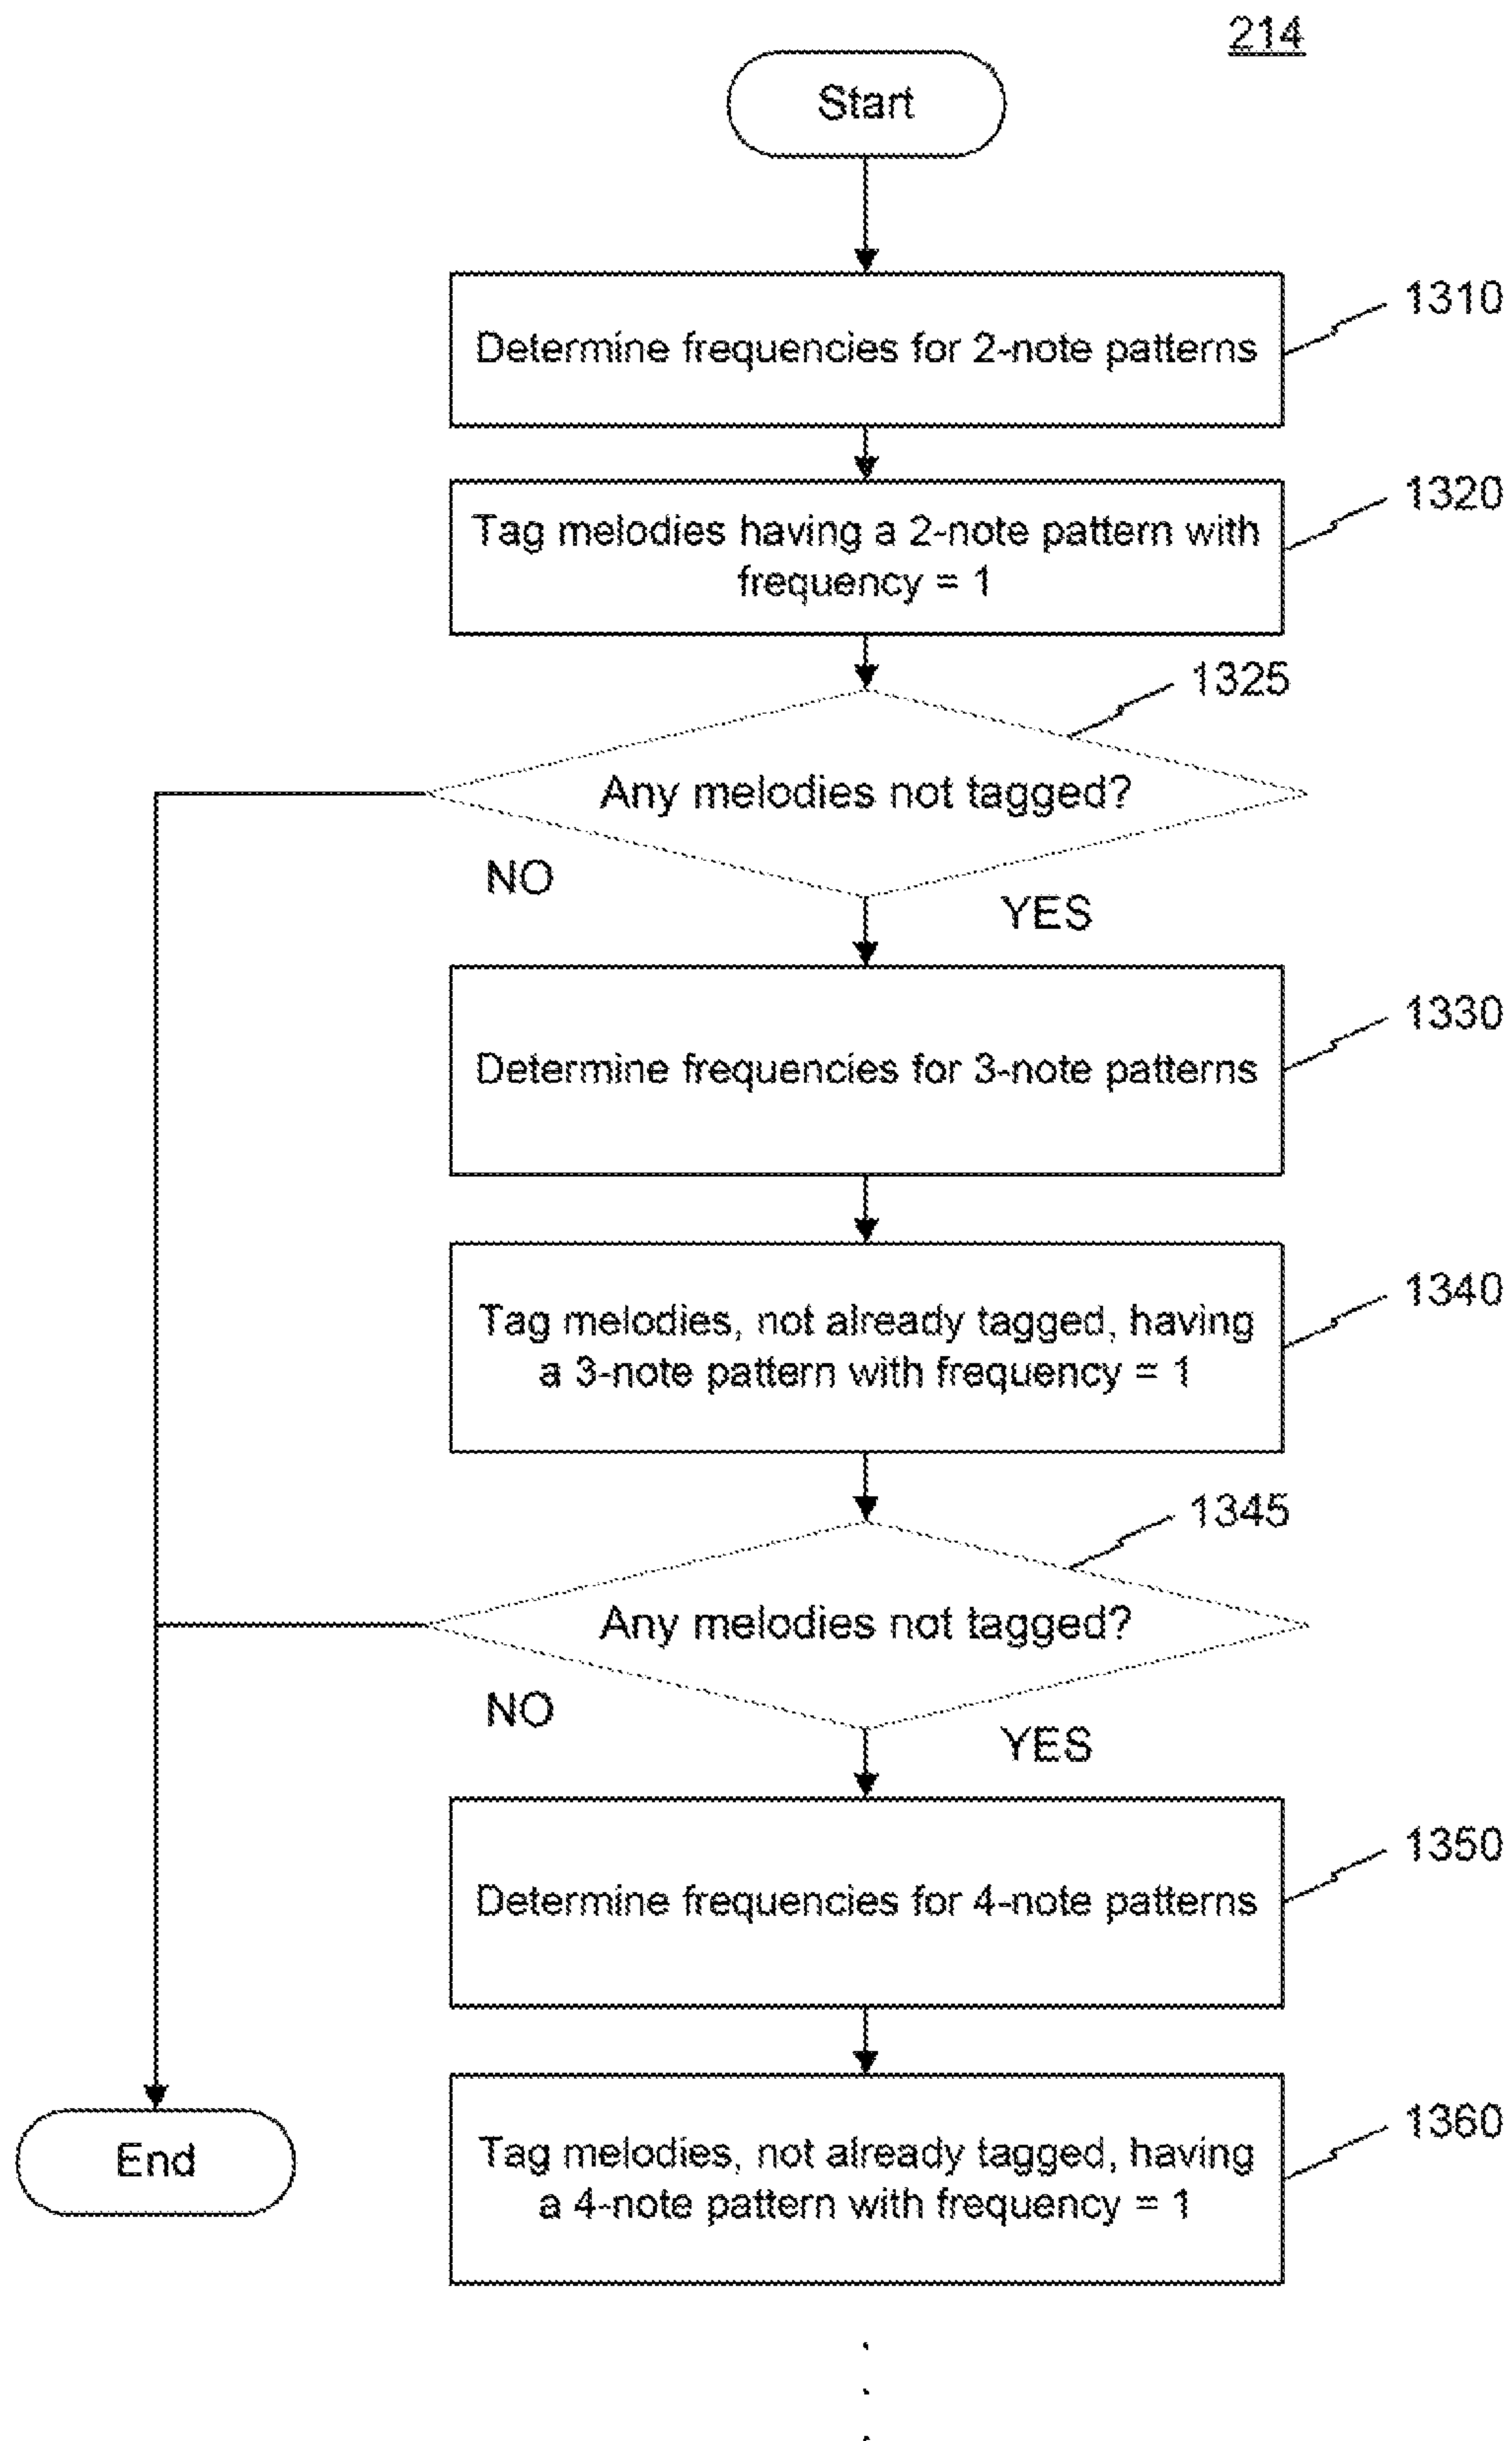 214
Start
1310
Determine frequencies for 2-note patterns
1320
Tag melodies having a 2-note pattern with
frequency = 1
1325
Any melodies not tagged?
NO
YES
1330
Determine frequencies for 3-note patterns
1340
Tag melodies, not already tagged, having
a 3-note pattern with frequency = 1
1345
Any melodies not tagged?
NO
YES
1350
Determine frequencies for 4-note patterns
1360
Tag melodies, not already tagged, having
a 4-note pattern with frequency = 1
End
.
.
.